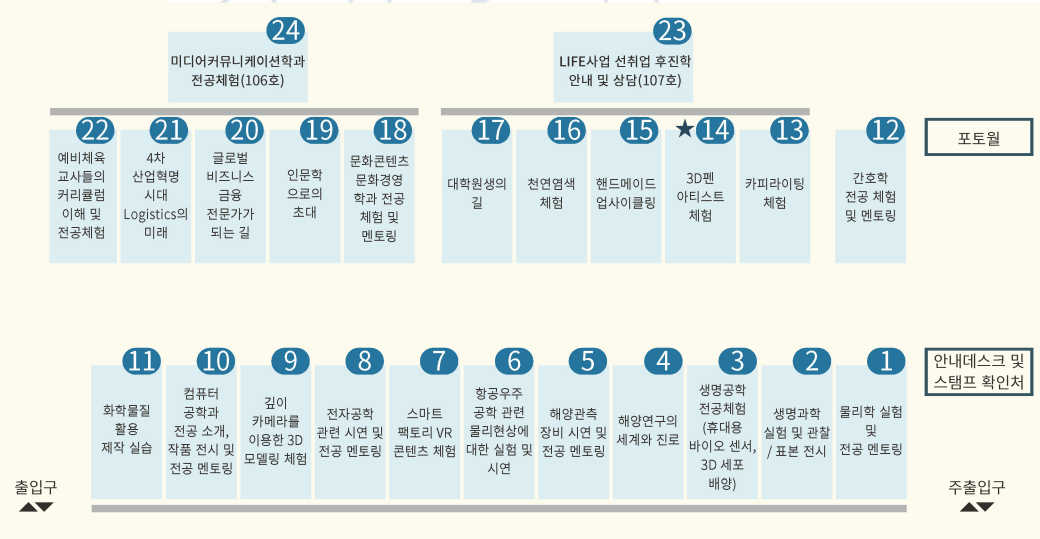 24
미디어커뮤니케이션학과
전공체험(106호)
23
LIFE사업 선취업 후진학
안내 및 상담(107호)
22
예비체육
교사들의
커리큘럼
이해 및
전공체험
21
4차
산업혁명
시대
Logistics의
미래
20
글로벌
비즈니스
금융
전문가가
되는 길
19
인문학
으로의
초대
18
문화콘텐츠
문화경영
학과 전공
체험 및
멘토링
17
대학원생의
길
16
천연염색
체험
15
핸드메이드
업사이클링
★14
3D펜
아티스트
체험
13
카피라이팅
체험
12
간호학
전공 체험
및 멘토링
포토월
11
화학물질
활용
제작 실습
10
컴퓨터
공학과
전공 소개,
작품 전시 및
전공 멘토링
9
깊이
카메라를
이용한 3D
모델링 체험
8
전자공학
관련 시연 및
전공 멘토링
7
스마트
팩토리 VR
콘텐츠 체험
6
항공우주
공학 관련
물리현상에
대한 실험 및
시연
5
해양관측
장비 시연 및
전공 멘토링
4
해양연구의
세계와 진로
3
생명공학
전공체험
(휴대용
바이오 센서,
3D 세포
배양)
2
생명과학
실험 및 관찰
/ 표본 전시
1
물리학 실험
및
전공 멘토링
안내데스크 및
스탬프 확인처
출입구
주출입구